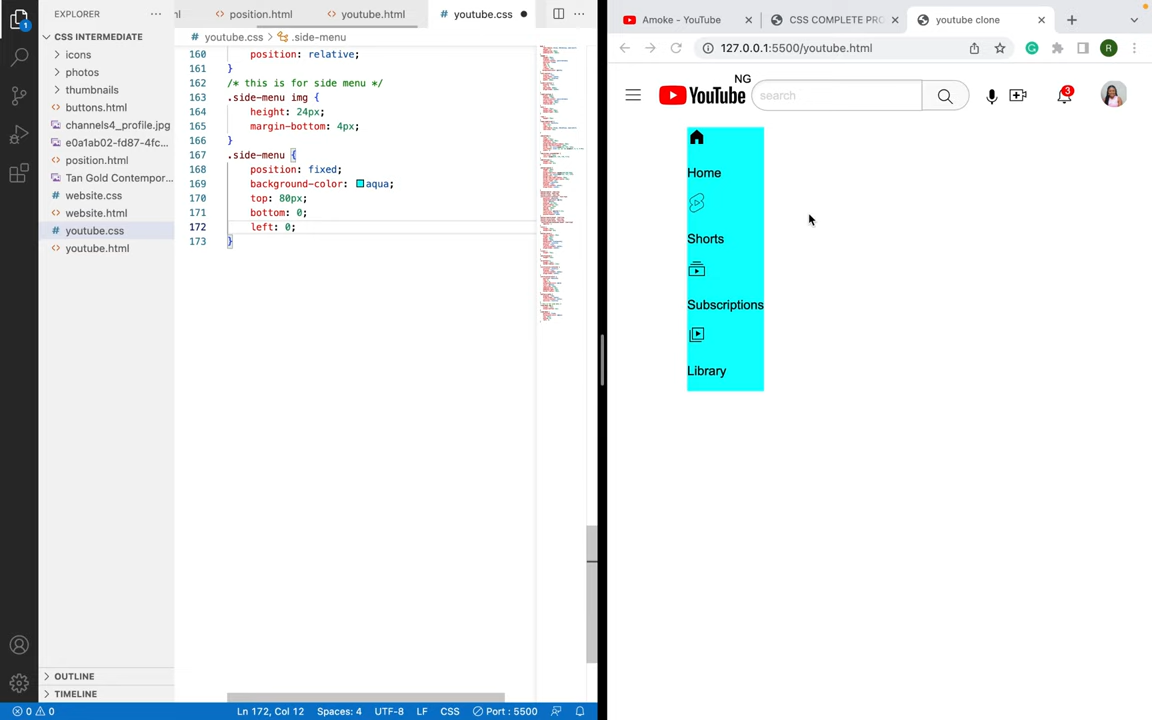 EXPLORER
position.html
youtube.html
youtube.css
Amoke - YouTube
CSS COMPLETE PRO
youtube clone
CSS INTERMEDIATE
youtube.css > .side-menu
127.0.0.1:5500/youtube.html
R
icons
photos
thumbnails
buttons.html
channels4_profile.jpg
e0a1ab02-fd87-4fc...
position.html
Tan Gold Contempor...
website.css
website.html
youtube.css
youtube.html
160 position: relative;
161 }
162 /* this is for side menu */
163 .side-menu img {
164 height: 24px;
165 margin-bottom: 4px;
166 }
167 .side-menu {
168 position: fixed;
169 background-color: aqua;
170 top: 80px;
171 bottom: 0;
172 left: 0;
173 }
NG
YouTube
search
3
Home
Shorts
Subscriptions
Library
OUTLINE
TIMELINE
1
0 0
Ln 172, Col 12
Spaces: 4
UTF-8
LF
CSS
Port : 5500